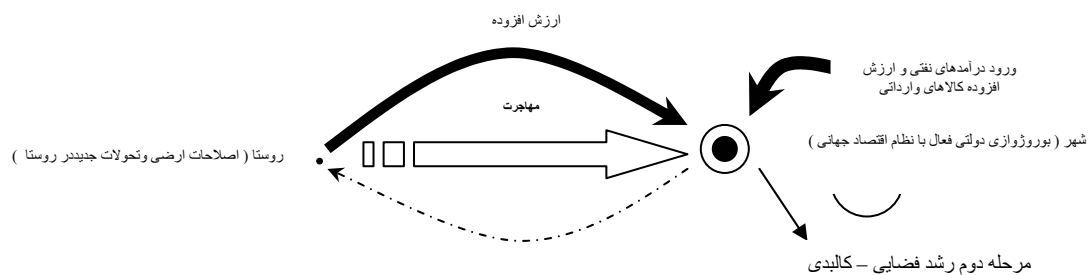 ارزش افزوده
ورود درآمدهای نفتی و ارزش
افزوده کالاهای وارداتی
مهاجرت
شهر ( بوروژوازی دولتی فعال با نظام اقتصاد جهانی )
روستا ( اصلاحات ارضی وتحولات جدیددر روستا )
مرحله دوم رشد فضایی – کالبدی